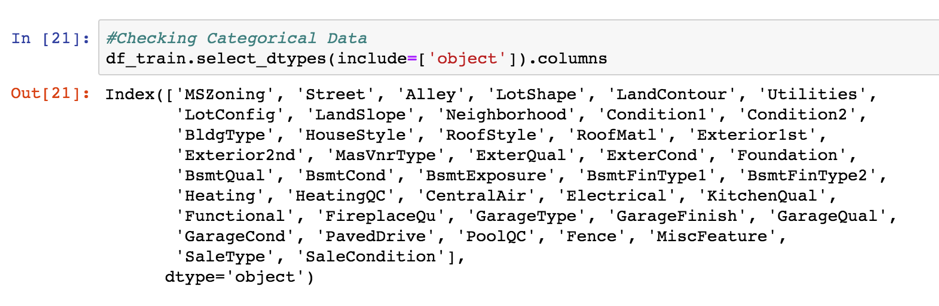 In [21]: #Checking Categorical Data
df_train.select_dtypes(include=['object']).columns
Out[21]: Index(['MSZoning', 'Street', 'Alley', 'LotShape', 'LandContour', 'Utilities',
'LotConfig', 'LandSlope', 'Neighborhood', 'Condition1', 'Condition2',
'BldgType', 'HouseStyle', 'RoofStyle', 'RoofMatl', 'Exterior1st',
'Exterior2nd', 'MasVnrType', 'ExterQual', 'ExterCond', 'Foundation',
'BsmtQual', 'BsmtCond', 'BsmtExposure', 'BsmtFinType1', 'BsmtFinType2',
'Heating', 'HeatingQC', 'CentralAir', 'Electrical', 'KitchenQual',
'Functional', 'FireplaceQu', 'GarageType', 'GarageFinish', 'GarageQual',
'GarageCond', 'PavedDrive', 'PoolQC', 'Fence', 'MiscFeature',
'SaleType', 'SaleCondition'],
dtype='object')